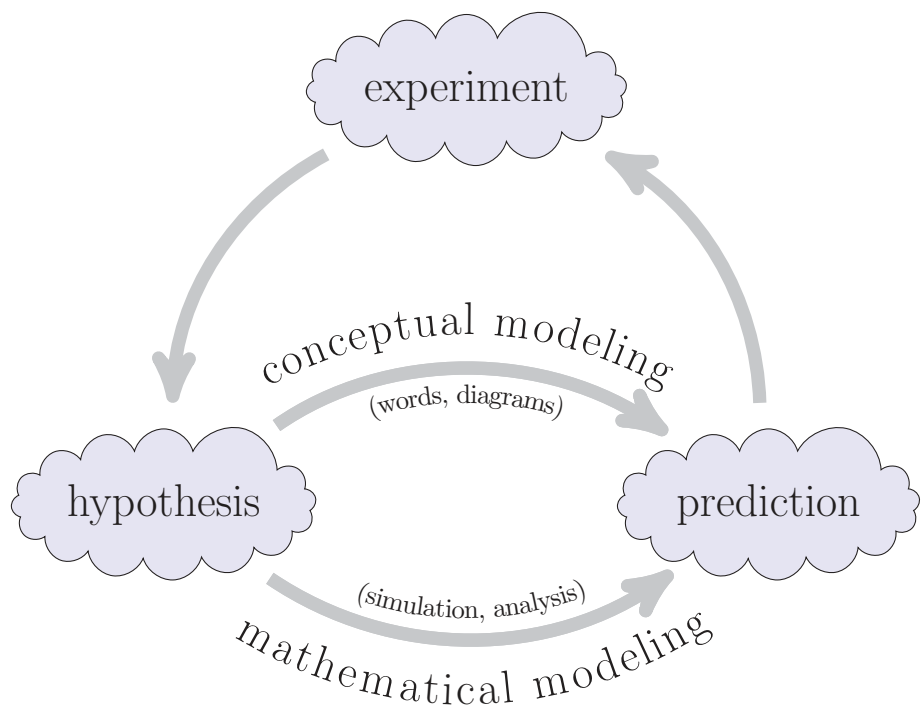 experiment
conceptual modeling
(words, diagrams)
hypothesis
prediction
(simulation, analysis)
mathematical modeling